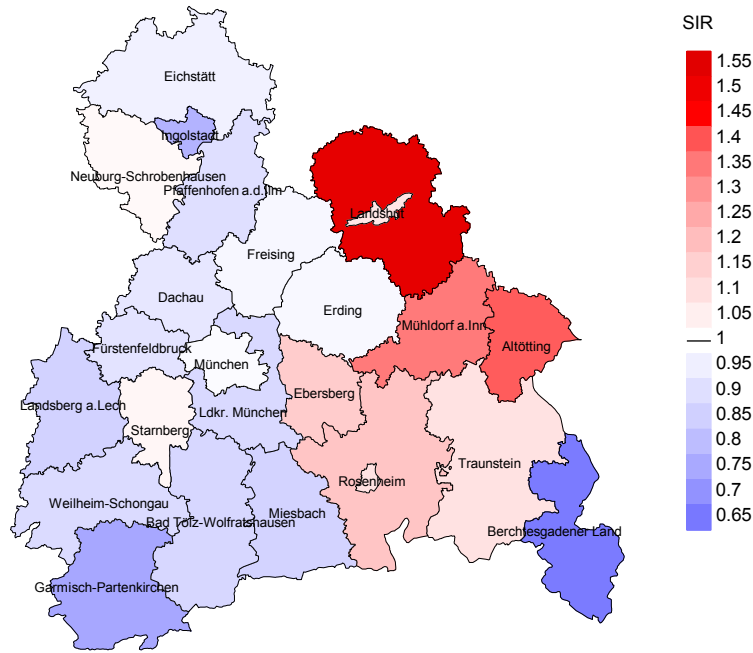 SIR
Eichstätt
Ingolstadt
Neuburg-Schrobenhausen
Pfaffenhofen a.d.Ilm
Landshut
Freising
Dachau
Erding
Mühldorf a.Inn
Altötting
Fürstenfeldbruck
München
Ebersberg
Landsberg a.Lech
Ldkr. München
Starnberg
Traunstein
Rosenheim
Weilheim-Schongau
Miesbach
Bad Tölz-Wolfratshausen
Berchtesgadener Land
Garmisch-Partenkirchen
1.55
1.5
1.45
1.4
1.35
1.3
1.25
1.2
1.15
1.1
1.05
1
0.95
0.9
0.85
0.8
0.75
0.7
0.65